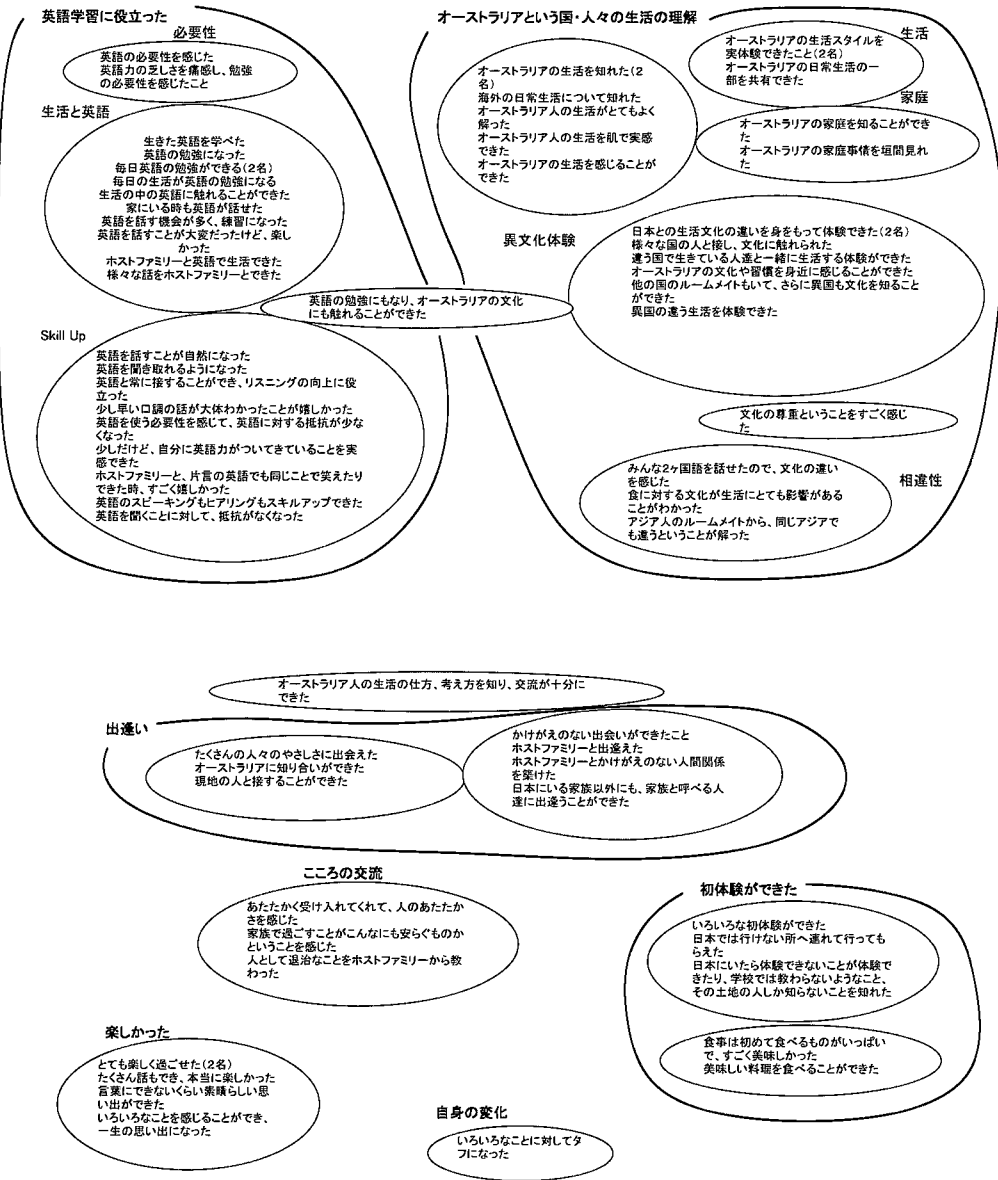 英語学習に役立った
必要性
英語の必要性を感じた
英語力の乏しさを痛感し、勉強
の必要性を感じたこと
生活と英語
生きた英語を学べた
英語の勉強になった
毎日英語の勉強ができる(2名)
毎日の生活が英語の勉強になる
生活の中の英語に触れることができた
家にいる時も英語が話せた
英語を話す機会が多く、練習になった
英語を話すことが大変だったけど、楽し
かった
ホストファミリーと英語で生活できた
様々な話をホストファミリーとできた
英語の勉強にもなり、オーストラリアの文化
にも触れることができた
Skill Up
英語を話すことが自然になった
英語を聞き取れるようになった
英語と常に接することができ、リスニングの向上に役
立った
少し早い口調の話が大体わかったことが嬉しかった
英語を使う必要性を感じて、英語に対する抵抗が少な
くなった
少しだけど、自分に英語力がついてきていることを実
感できた
ホストファミリーと、片言の英語でも同じことで笑えたり
できた時、すごく嬉しかった
英語のスピーキングもヒアリングもスキルアップできた
英語を聞くことに対して、抵抗がなくなった
オーストラリアという国・人々の生活の理解
オーストラリアの生活を知れた(2
名)
海外の日常生活について知れた
オーストラリア人の生活がとてもよく
解った
オーストラリア人の生活を肌で実感
できた
オーストラリアの生活を感じることが
できた
生活
オーストラリアの生活スタイルを
実体験できたこと(2名)
オーストラリアの日常生活の一
部を共有できた
家庭
オーストラリアの家庭を知ることができ
た
オーストラリアの家庭事情を垣間見れ
た
異文化体験
日本との生活文化の違いを身をもって体験できた(2名)
様々な国の人と接し、文化に触れられた
違う国で生きている人達と一緒に生活する体験ができた
オーストラリアの文化や習慣を身近に感じることができた
他の国のルームメイトもいて、さらに異国も文化を知ること
ができた
異国の違う生活を体験できた
文化の尊重ということをすごく感じ
た
相違性
みんな2ヶ国語を話せたので、文化の違い
を感じた
食に対する文化が生活にとても影響がある
ことがわかった
アジア人のルームメイトから、同じアジアで
も違うということが解った
オーストラリア人の生活の仕方、考え方を知り、交流が十分に
できた
出逢い
たくさんの人々のやさしさに出会えた
オーストラリアに知り合いができた
現地の人と接することができた
かけがえのない出会いができたこと
ホストファミリーと出逢えた
ホストファミリーとかけがえのない人間関係
を築けた
日本にいる家族以外にも、家族と呼べる人
達に出逢うことができた
こころの交流
あたたかく受け入れてくれて、人のあたたか
さを感じた
家族で過ごすことがこんなにも安らぐものか
ということを感じた
人として退治なことをホストファミリーから教
わった
初体験ができた
いろいろな初体験ができた
日本では行けない所へ連れて行っても
らえた
日本にいたら体験できないことが体験で
きたり、学校では教わらないようなこと、
その土地の人しか知らないことを知れた
食事は初めて食べるものがいっぱい
で、すごく美味しかった
美味しい料理を食べることができた
楽しかった
とても楽しく過ごせた(2名)
たくさん話もでき、本当に楽しかった
言葉にできないくらい素晴らしい思
い出ができた
いろいろなことを感じることができ、
一生の思い出になった
自身の変化
いろいろなことに対してタ
フになった